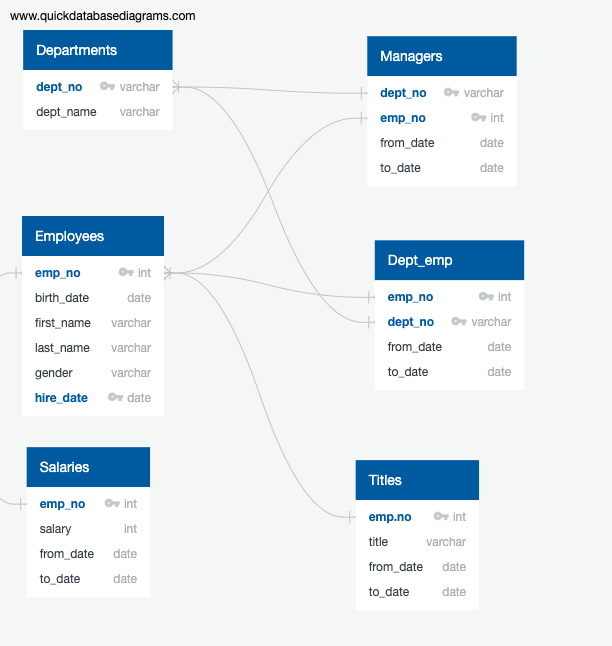 www.quickdatabasediagrams.com
Departments
dept_no varchar
dept_name varchar
Managers
dept_no varchar
emp_no int
from_date date
to_date date
Employees
emp_no int
birth_date date
first_name varchar
last_name varchar
gender varchar
hire_date date
Dept_emp
emp_no int
dept_no varchar
from_date date
to_date date
Salaries
emp_no int
salary int
from_date date
to_date date
Titles
emp.no int
title varchar
from_date date
to_date date